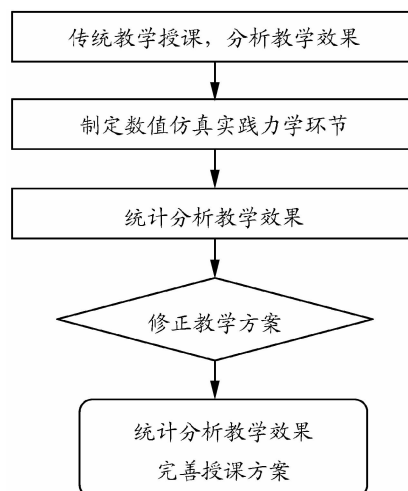 传统教学授课，分析教学效果
制定数值仿真实践力学环节
统计分析教学效果
修正教学方案
统计分析教学效果
完善授课方案